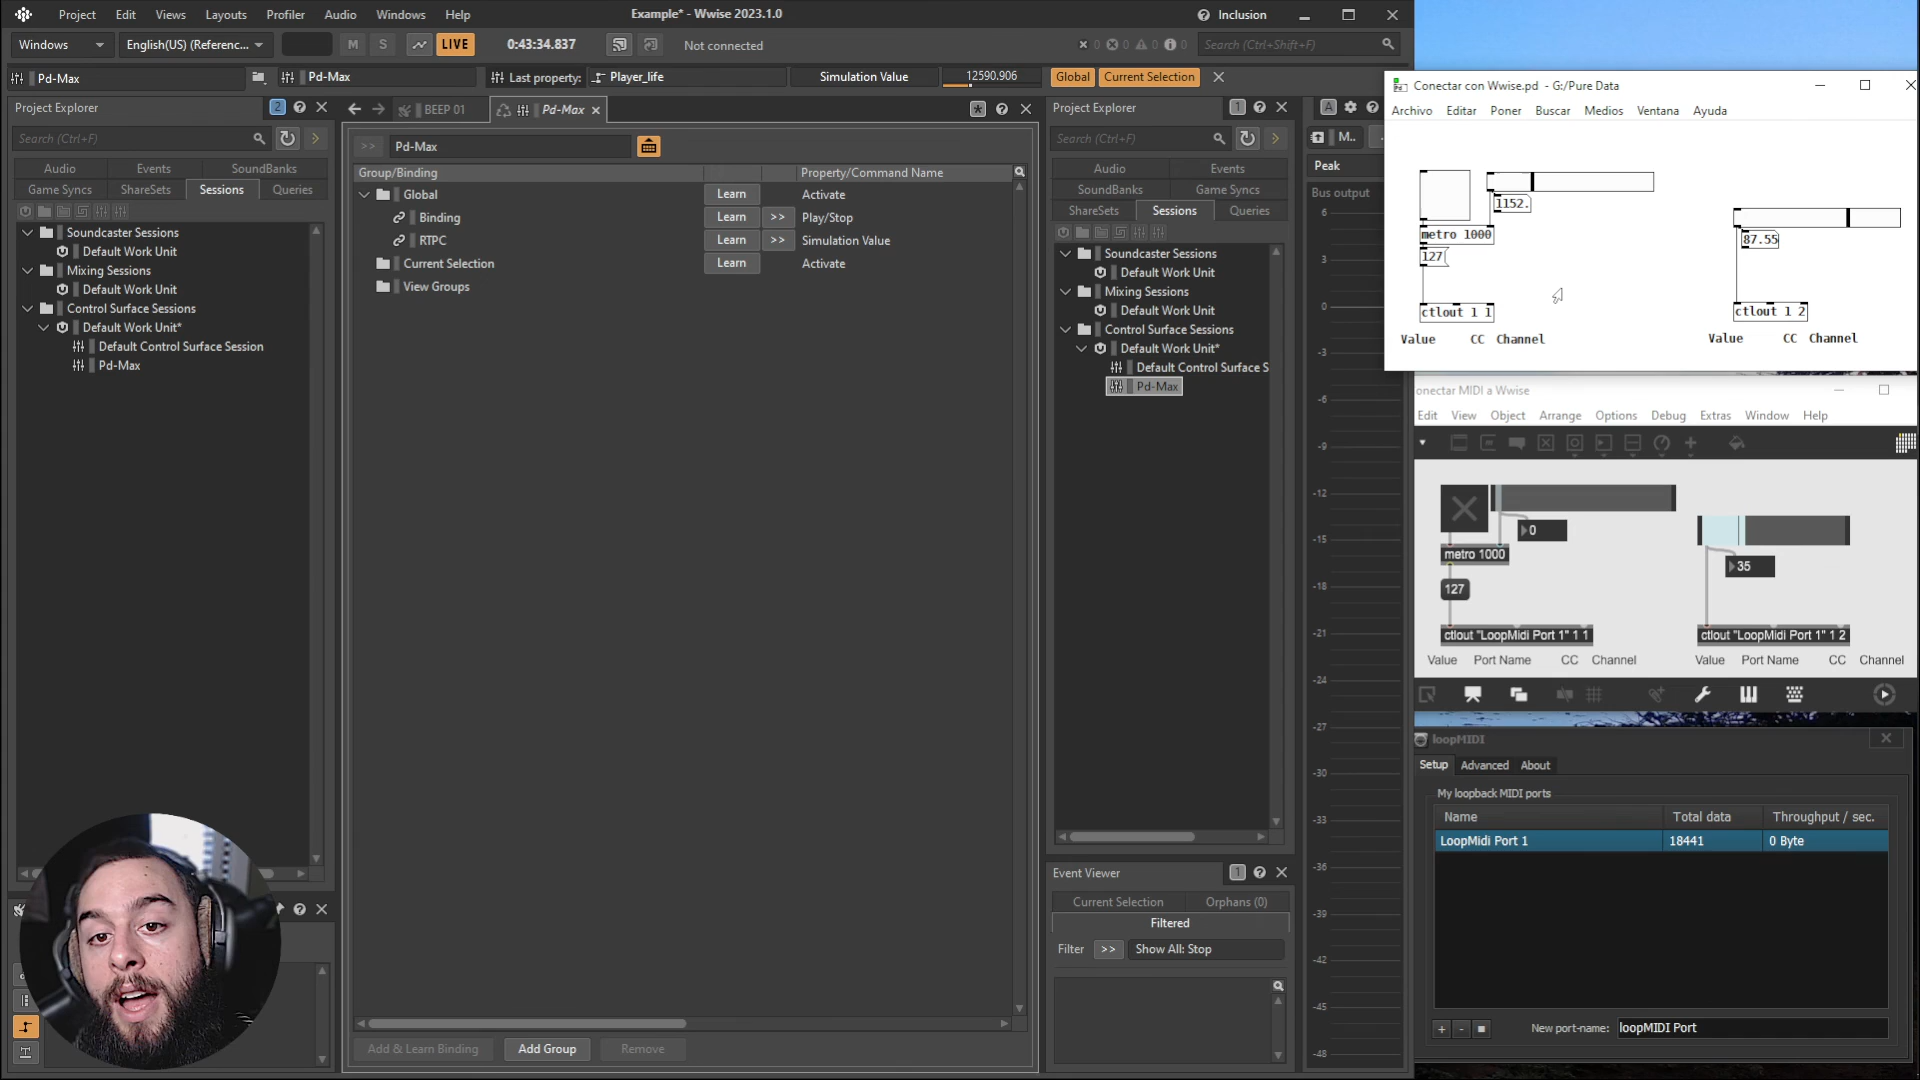 Project Edit Views Layouts Profiler Audio Windows Help
Example* - Wwise 2023.1.0
Inclusion
Windows
English(US) (Referenc...
M S
LIVE
0:43:34.837
Not connected
0 0 0 0
Search (Ctrl+Shift+F)
Pd-Max
Pd-Max
Last property:
Player_life
Simulation Value
12590.906
Global
Current Selection
Project Explorer
2
Search (Ctrl+F)
Audio Events SoundBanks
Game Syncs ShareSets Sessions Queries
Soundcaster Sessions
Default Work Unit
Mixing Sessions
Default Work Unit
Control Surface Sessions
Default Work Unit*
Default Control Surface Session
Pd-Max
BEEP 01
Pd-Max
>> Pd-Max
Group/Binding
Property/Command Name
Global Learn Activate
Binding Learn >> Play/Stop
RTPC Learn >> Simulation Value
Current Selection Learn Activate
View Groups
Add & Learn Binding
Add Group
Remove
Project Explorer
1
Search (Ctrl+F)
Audio Events
SoundBanks Game Syncs
ShareSets Sessions Queries
Soundcaster Sessions
Default Work Unit
Mixing Sessions
Default Work Unit
Control Surface Sessions
Default Work Unit*
Default Control Surface S
Pd-Max
Event Viewer
1
Current Selection
Orphans (0)
Filtered
Filter >> Show All: Stop
A
M..
Peak
Bus output
6
3
0
-3
-6
-9
-12
-15
-18
-21
-24
-27
-30
-33
-36
-39
-42
-45
-48
Conectar con Wwise.pd - G:/Pure Data
Archivo Editar Poner Buscar Medios Ventana Ayuda
1152.
metro 1000
127
ctlout 1 1
Value CC Channel
87.55
ctlout 1 2
Value CC Channel
onectar MIDI a Wwise
Edit View Object Arrange Options Debug Extras Window Help
0
metro 1000
127
ctlout "LoopMidi Port 1" 1 1
Value Port Name CC Channel
35
ctlout "LoopMidi Port 1" 1 2
Value Port Name CC Channel
loopMIDI
Setup Advanced About
My loopback MIDI ports
Name Total data Throughput / sec.
LoopMidi Port 1 18441 0 Byte
+ -
New port-name: loopMIDI Port